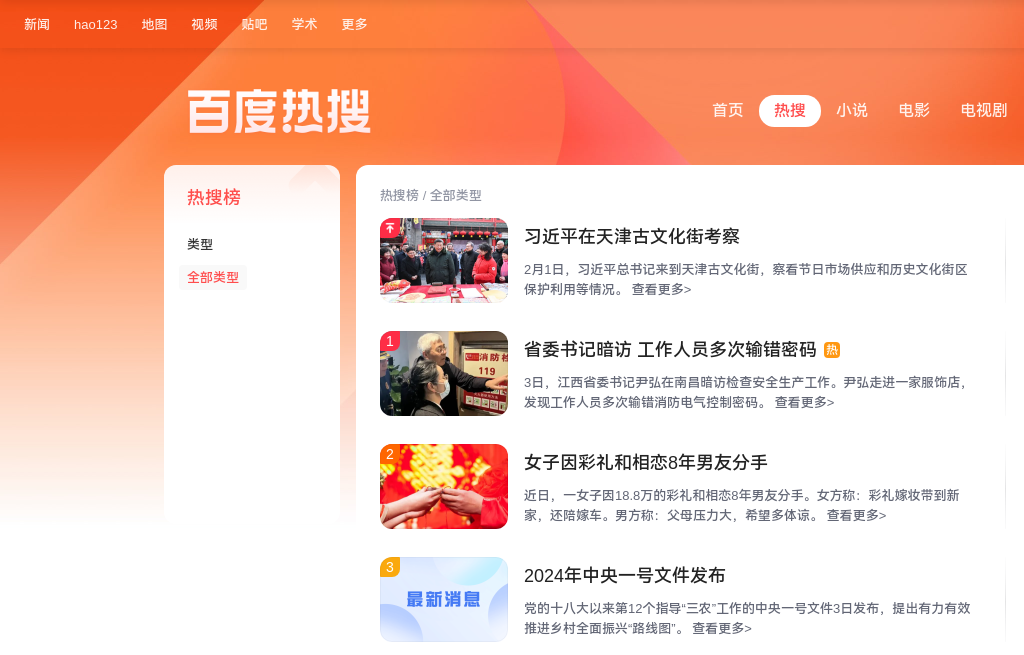 新闻 hao123 地图 视频 贴吧 学术 更多
百度热搜
首页 热搜 小说 电影 电视剧
热搜榜
类型
全部类型
热搜榜 / 全部类型
习近平在天津古文化街考察
2月1日，习近平总书记来到天津古文化街，察看节日市场供应和历史文化街区
保护利用等情况。 查看更多>
1
消防栓
119
省委书记暗访 工作人员多次输错密码 热
3日，江西省委书记尹弘在南昌暗访检查安全生产工作。尹弘走进一家服饰店，
发现工作人员多次输错消防电气控制密码。 查看更多>
2
女子因彩礼和相恋8年男友分手
近日，一女子因18.8万的彩礼和相恋8年男友分手。女方称：彩礼嫁妆带到新
家，还陪嫁车。男方称：父母压力大，希望多体谅。 查看更多>
3
最新消息
2024年中央一号文件发布
党的十八大以来第12个指导“三农”工作的中央一号文件3日发布，提出有力有效
推进乡村全面振兴“路线图”。 查看更多>